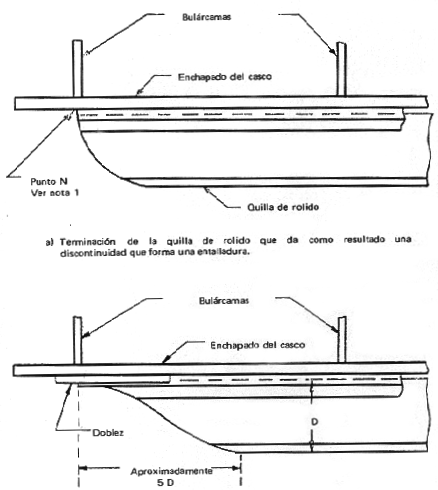 Bulárcamas
Enchapado del casco
Punto N
Ver nota 1
Quilla de rolido
a) Terminación de la quilla de rolido que da como resultado una
discontinuidad que forma una entalladura.
Bulárcamas
Enchapado del casco
D
Doblez
Aproximadamente
5 D